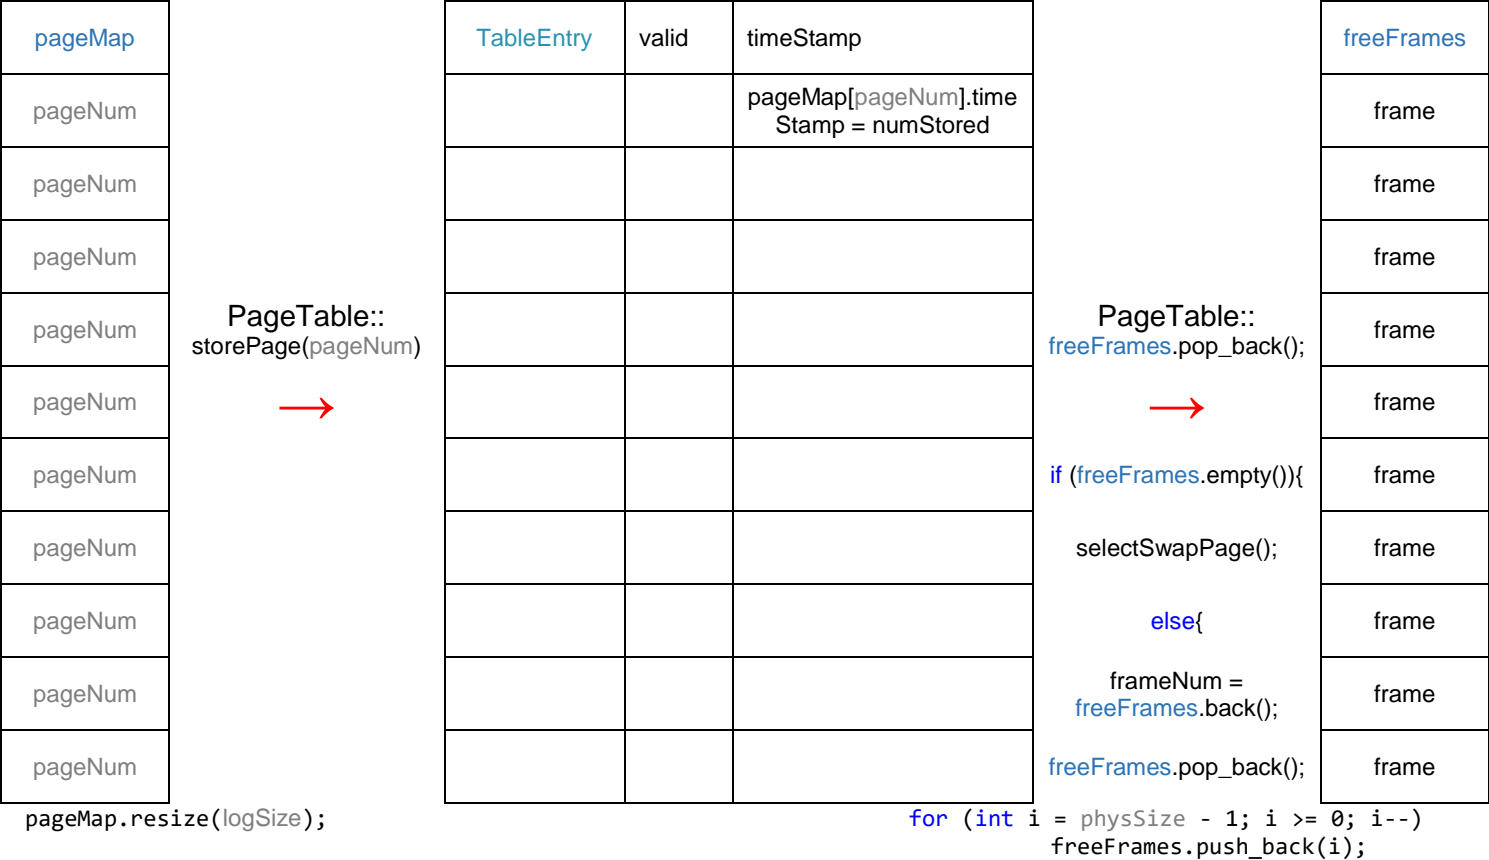 pageMap
TableEntry valid timeStamp
freeFrames
pageNum
pageMap[pageNum].time
Stamp = numStored
frame
pageNum
frame
pageNum
frame
pageNum
PageTable::
storePage(pageNum)
PageTable::
freeFrames.pop_back();
frame
pageNum
→
→
frame
pageNum
if (freeFrames.empty()){
frame
pageNum
selectSwapPage();
frame
pageNum
else{
frame
pageNum
frameNum =
freeFrames.back();
frame
pageNum
freeFrames.pop_back();
frame
pageMap.resize(logSize);
for (int i = physSize - 1; i >= 0; i--)
freeFrames.push_back(i);